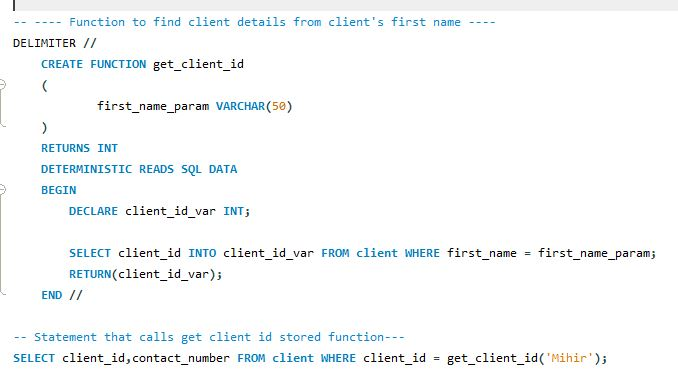 -- ---- Function to find client details from client's first name ----
DELIMITER //
CREATE FUNCTION get_client_id
(
first_name_param VARCHAR(50)
)
RETURNS INT
DETERMINISTIC READS SQL DATA
BEGIN
DECLARE client_id_var INT;
SELECT client_id INTO client_id_var FROM client WHERE first_name = first_name_param;
RETURN(client_id_var);
END //
-- Statement that calls get client id stored function---
SELECT client_id,contact_number FROM client WHERE client_id = get_client_id('Mihir');